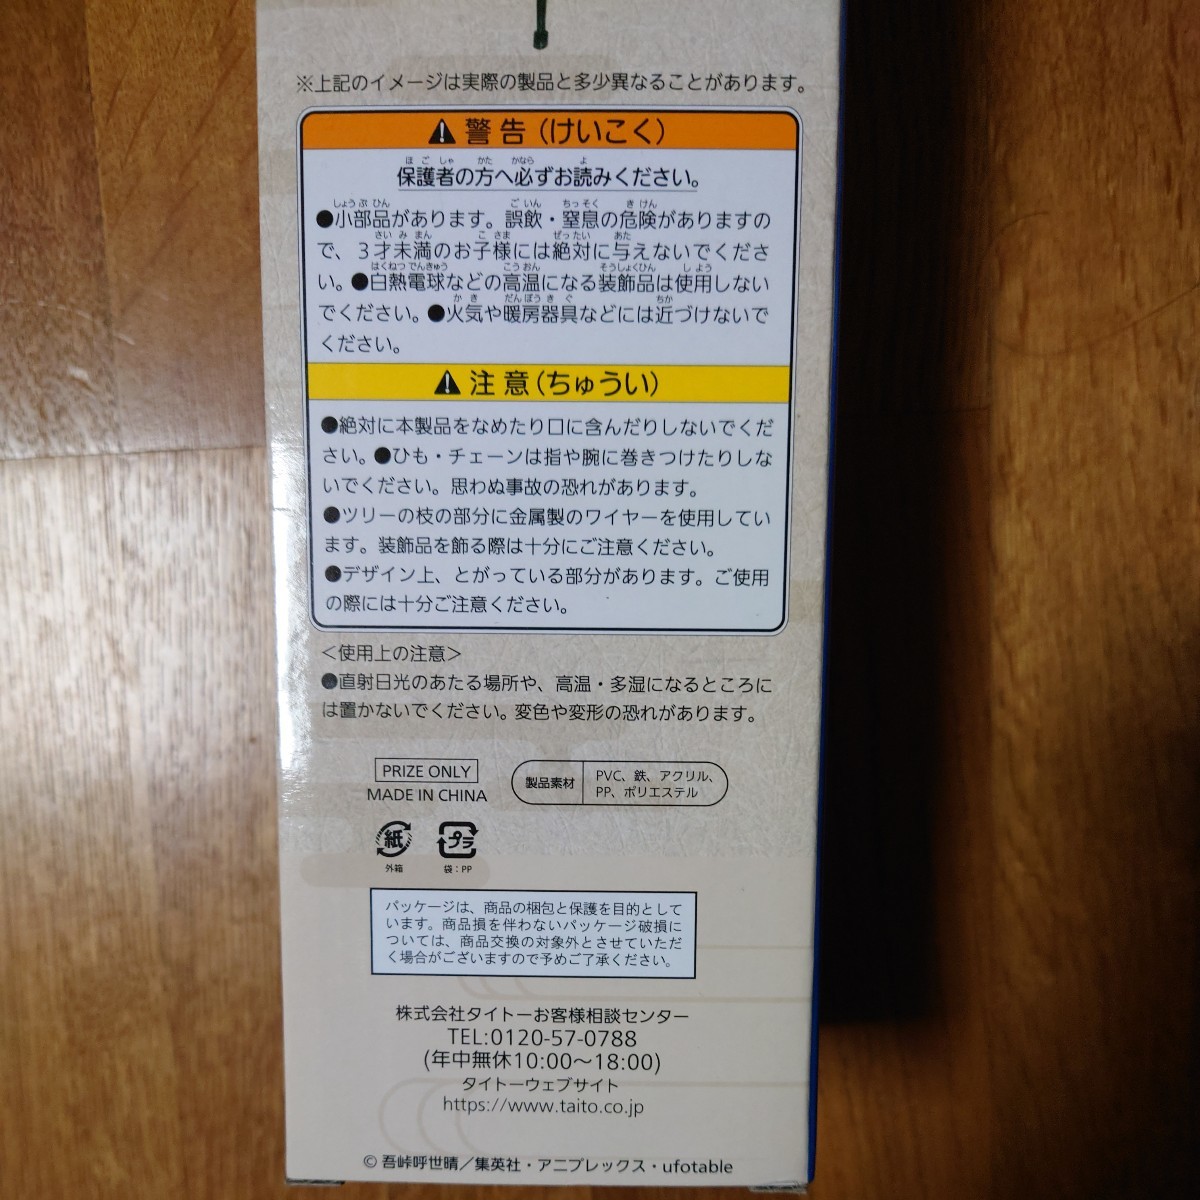 ※上記のイメージは実際の製品と多少異なることがあります。
警告（けいこく）
保護者の方へ必ずお読みください。
●小部品があります。誤飲・窒息の危険がありますの
で、3才未満のお子様には絶対に与えないでくださ
い。●白熱電球などの高温になる装飾品は使用しない
でください。●火気や暖房器具などには近づけないで
ください。
注意（ちゅうい）
●絶対に本製品をなめたり口に含んだりしないでくだ
さい。●ひも・チェーンは指や腕に巻きつけたりしな
いでください。思わぬ事故の恐れがあります。
●ツリーの枝の部分に金属製のワイヤーを使用してい
ます。装飾品を飾る際は十分にご注意ください。
●デザイン上、とがっている部分があります。ご使用
の際には十分ご注意ください。
＜使用上の注意＞
●直射日光のあたる場所や、高温・多湿になるところに
は置かないでください。変色や変形の恐れがあります。
PRIZE ONLY
MADE IN CHINA
製品素材
PVC、鉄、アクリル、
PP、ポリエステル
紙
外箱
プラ
袋：PP
パッケージは、商品の梱包と保護を目的として
います。商品損を伴わないパッケージ破損に
ついては、商品交換の対象外とさせていただ
く場合がございますので予めご了承ください。
株式会社タイトーお客様相談センター
TEL:0120-57-0788
(年中無休10:00～18:00)
タイトーウェブサイト
https://www.taito.co.jp
© 吾峠呼世晴／集英社・アニプレックス・ufotable